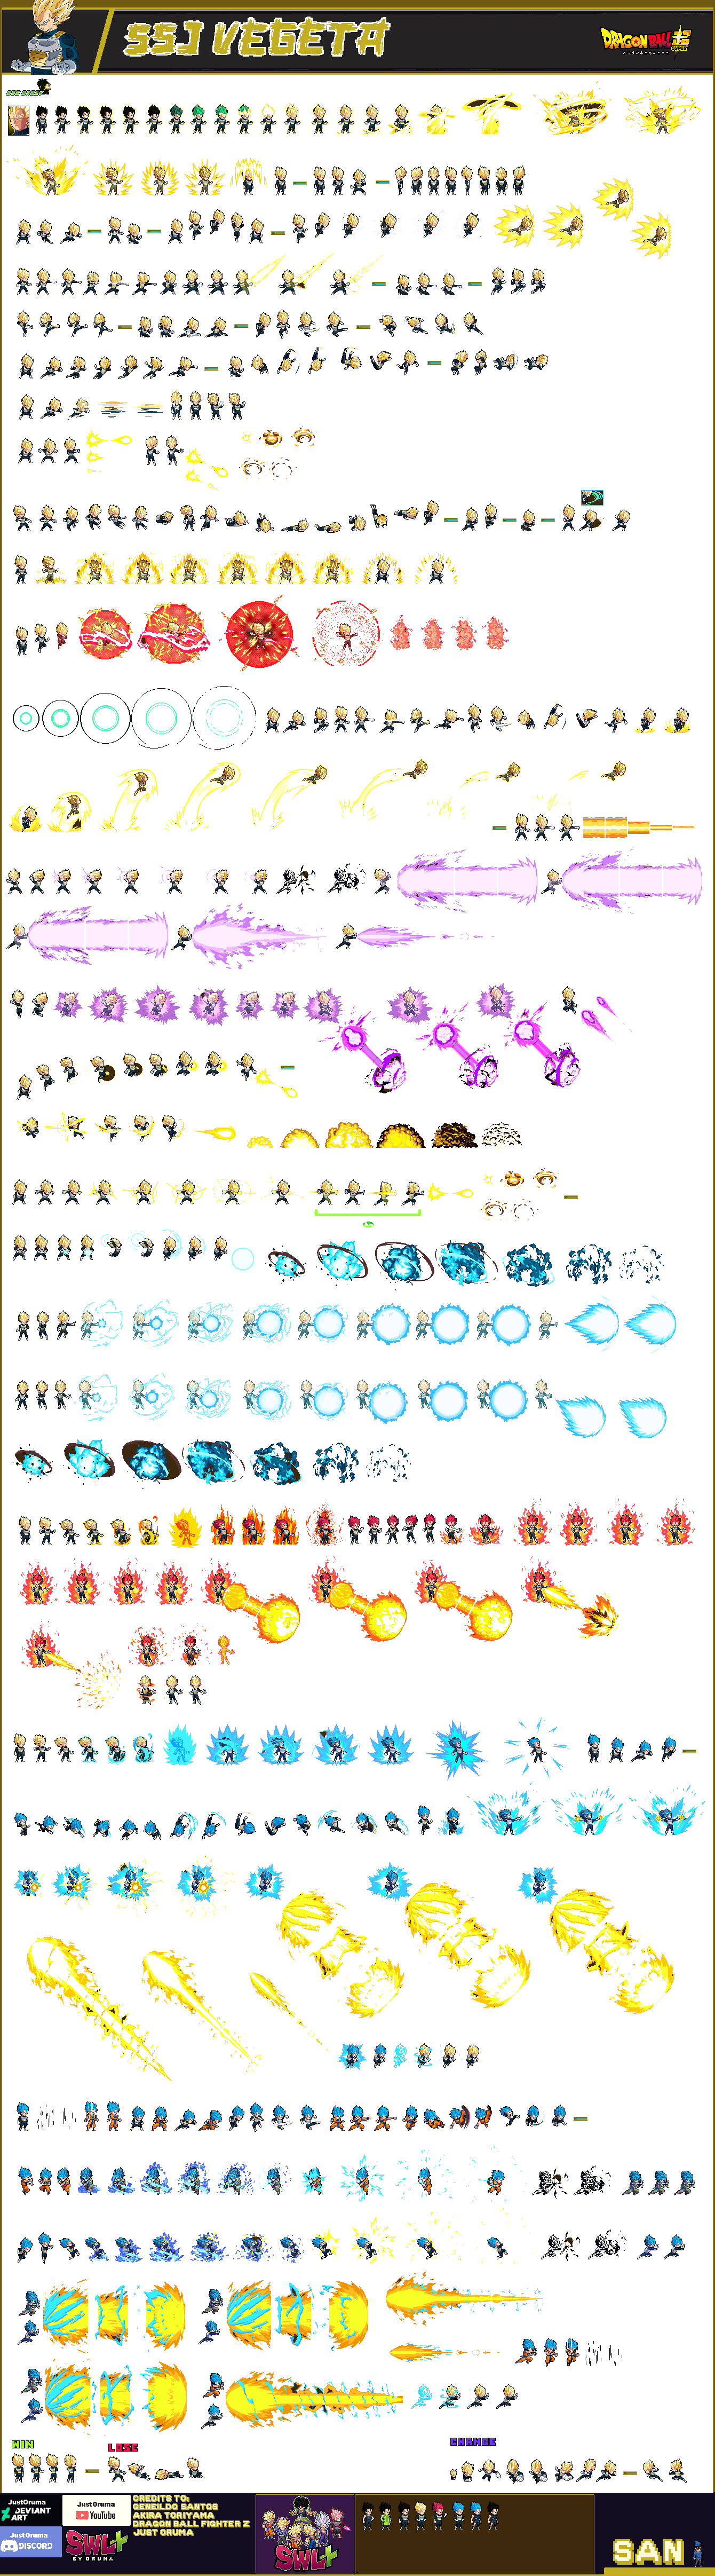 SSJ VEGETA
DRAGON BALL
SUPER
WIN
LOSE
CHANGE
JustOruma
DEVIANT
ART
JustOruma
YouTube
JustOruma
DISCORD
SWL+
BY ORUMA
CREDITS TO:
GENEILDO SANTOS
AKIRA TORIYAMA
DRAGON BALL FIGHTER Z
JUST ORUMA
SWL+
SAN